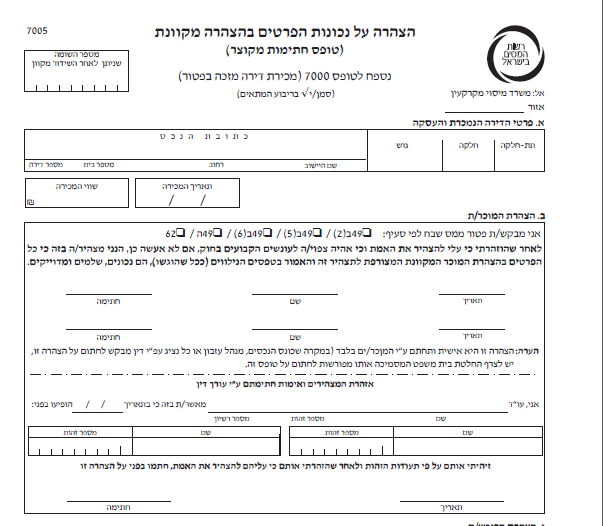 7005
הצהרה על נכונות הפרטים בהצהרה מקוונת
(טופס חתימות מקוצר)
נספח לטופס 7000 (מכירת דירה מזכה בפטור)
(סמן/י √ בריבוע המתאים)
רשות המסים בישראל
מספר השומה
שניתן לאחר השידור מקוון
אל: משרד מיסוי מקרקעין
אזור
א. פרטי הדירה הנמכרת והעסקה
תת-חלקה חלקה גוש כתובת הנכס
שם היישוב רחוב מספר בית מספר דירה
תאריך המכירה שווי המכירה
/ / ₪
ב. הצהרת המוכר/ת
אני מבקש/ת פטור ממס שבח לפי סעיף: 49ב(2) / 49ב(5) / 49ב(6) / 49ה / 62
לאחר שהוזהרתי כי עלי להצהיר את האמת וכי אהיה צפוי/ה לעונשים הקבועים בחוק, אם לא אעשה כן, הנני מצהיר/ה בזה כי כל
הפרטים בהצהרת המוכר המקוונת המצורפת לתצהיר זה והאמור בטפסים הנילווים (ככל שהוגשו), הם נכונים, שלמים ומדוייקים.
תאריך שם חתימה
תאריך שם חתימה
הערה: הצהרה זו היא אישית ותחתם ע״י המוכר/ים בלבד (במקרה שכונס הנכסים, מנהל עזבון או כל נציג עפ״י דין מבקש לחתום על הצהרה זו,
יש לצרף החלטת בית משפט המסמיכה אותו מפורשות לחתום על טופס זה.
אזהרת המצהירים ואימות חתימתם ע״י עורך דין
אני, עו״ד מאשר/ת בזה כי בתאריך / / הופיעו בפני:
שם מספר זהות מספר רשיון
שם מספר זהות שם מספר זהות
זיהיתי אותם על פי תעודות הזהות ולאחר שהזהרתי אותם כי עליהם להצהיר את האמת, חתמו בפני על הצהרה זו
תאריך חתימה